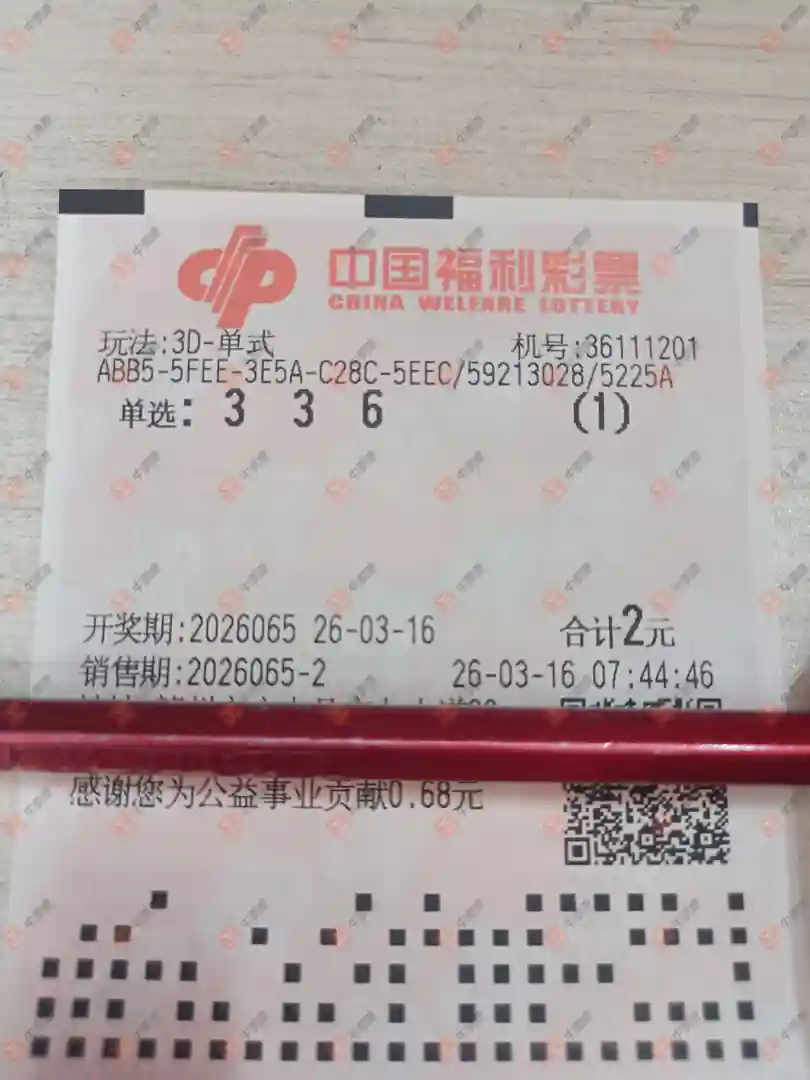 中国福利彩票
CHINA WELFARE LOTTERY
玩法:3D-单式 机号:36111201
ABB5-5FEE-3E5A-C28C-5EEC/59213028/5225A
单选: 3 3 6 (1)
开奖期:2026065 26-03-16 合计2元
销售期:2026065-2 26-03-16 07:44:46
感谢您为公益事业贡献0.68元